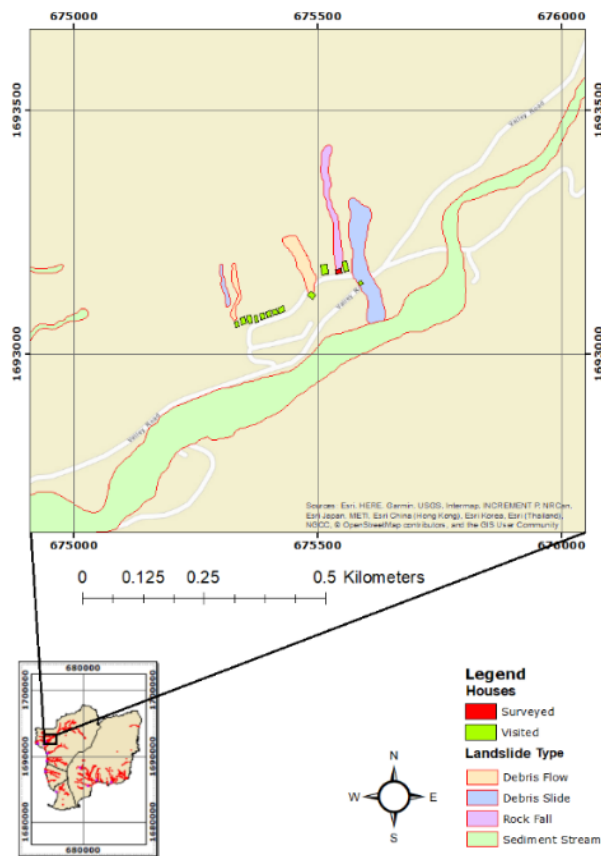 675000 675500 676000
1693500
1693500
Valley Road
Valley R
1693000
1693000
Valley Road
Sources: Esri, HERE, Garmin, USGS, Intermap, INCREMENT P, NRCan,
Esri Japan, METI, Esri China (Hong Kong), Esri Korea, Esri (Thailand),
NGCC, © OpenStreetMap contributors, and the GIS User Community
675000 675500 676000
0 0.125 0.25 0.5 Kilometers
680000
1700000
1700000
1690000
1690000
1680000
1680000
680000
N
W E
S
Legend
Houses
Surveyed
Visited
Landslide Type
Debris Flow
Debris Slide
Rock Fall
Sediment Stream